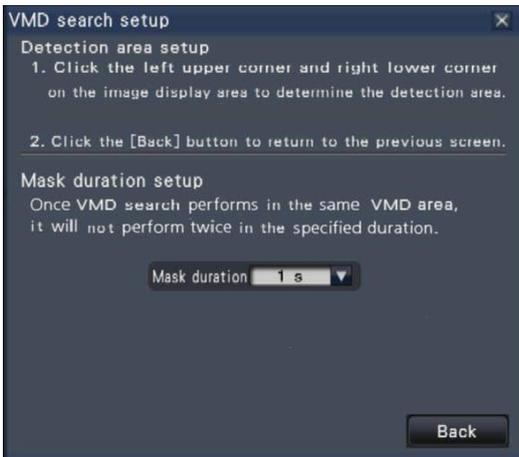 VMD search setup
Detection area setup
1. Click the left upper corner and right lower corner
on the image display area to determine the detection area.
2. Click the [Back] button to return to the previous screen.
Mask duration setup
Once VMD search performs in the same VMD area,
it will not perform twice in the specified duration.
Mask duration 1 s
Back